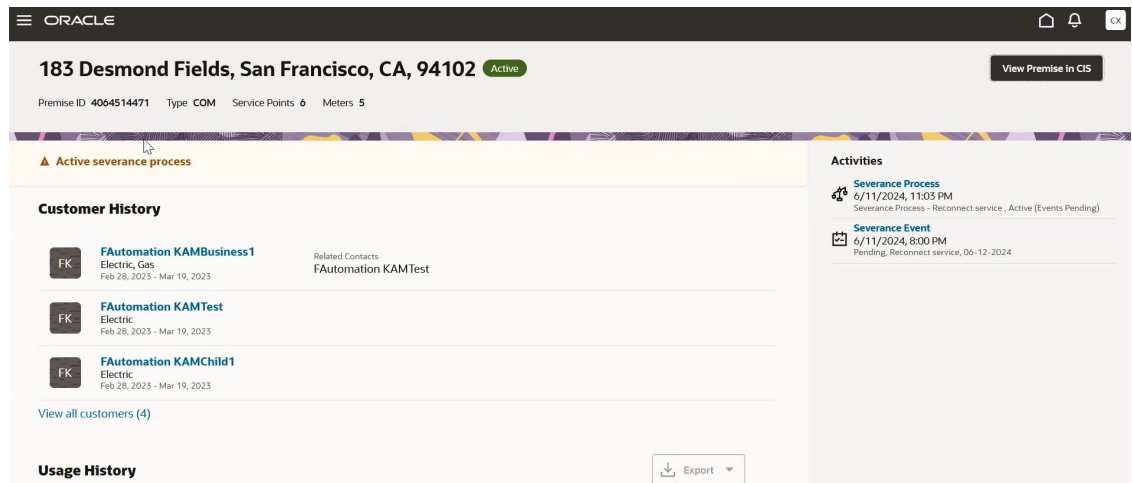 ORACLE
CX
183 Desmond Fields, San Francisco, CA, 94102 Active
View Premise in CIS
Premise ID 4064514471 Type COM Service Points 6 Meters 5
Active severance process
Customer History
FK
FAutomation KAMBusiness1
Electric, Gas
Feb 28, 2023 - Mar 19, 2023
Related Contacts
FAutomation KAMTest
FK
FAutomation KAMTest
Electric
Feb 28, 2023 - Mar 19, 2023
FK
FAutomation KAMChild1
Electric
Feb 28, 2023 - Mar 19, 2023
View all customers (4)
Usage History
Export
Activities
Severance Process
6/11/2024, 11:03 PM
Severance Process - Reconnect service , Active (Events Pending)
Severance Event
6/11/2024, 8:00 PM
Pending, Reconnect service, 06-12-2024